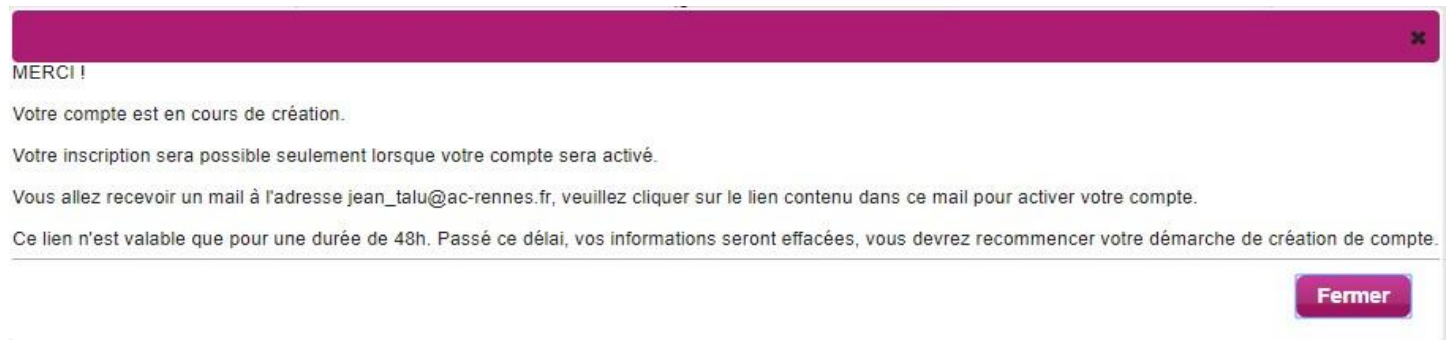 MERCI !
Votre compte est en cours de création.
Votre inscription sera possible seulement lorsque votre compte sera activé.
Vous allez recevoir un mail à l'adresse jean_talu@ac-rennes.fr, veuillez cliquer sur le lien contenu dans ce mail pour activer votre compte.
Ce lien n'est valable que pour une durée de 48h. Passé ce délai, vos informations seront effacées, vous devrez recommencer votre démarche de création de compte.
Fermer